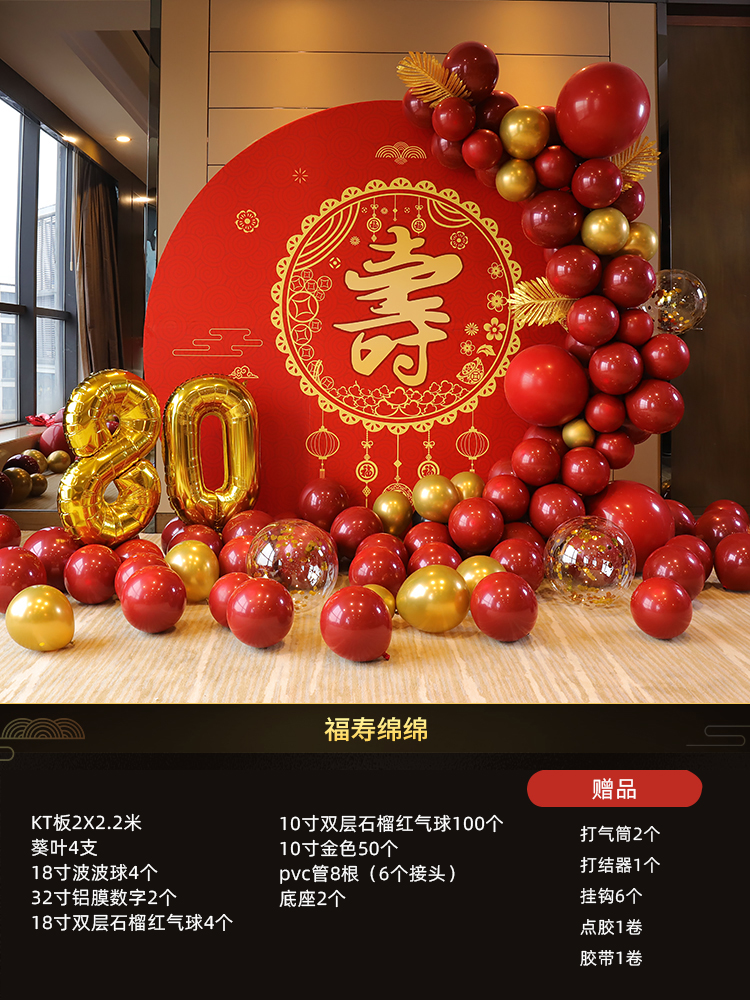 壽
80
福寿绵绵
KT板2X2.2米
葵叶4支
18寸波波球4个
32寸铝膜数字2个
18寸双层石榴红气球4个
10寸双层石榴红气球100个
10寸金色50个
pvc管8根（6个接头）
底座2个
赠品
打气筒2个
打结器1个
挂钩6个
点胶1卷
胶带1卷